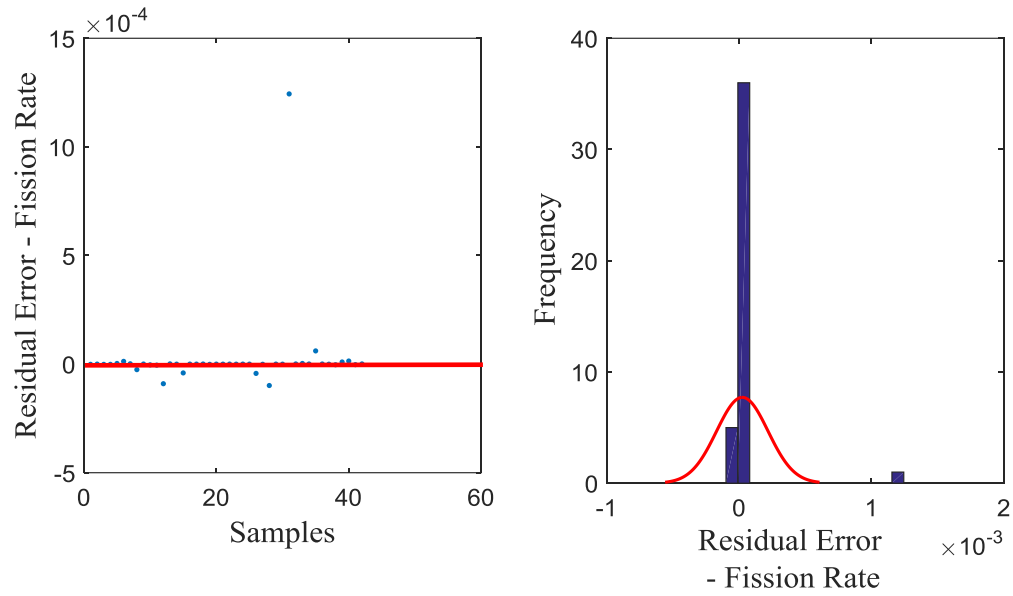 ×10⁻⁴
15
10
5
0
-5
0 20 40 60
Samples
Residual Error - Fission Rate
40
30
20
10
0
-1 0 1 2
×10⁻³
Residual Error
- Fission Rate
Frequency